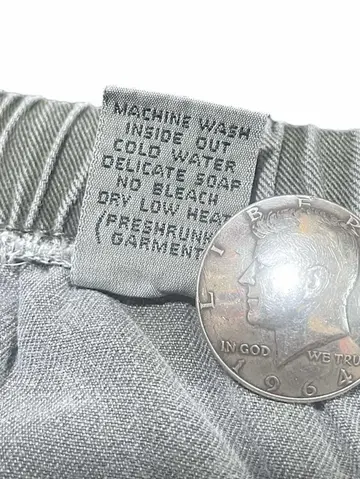 MACHINE WASH
INSIDE OUT
COLD WATER
DELICATE SOAP
NO BLEACH
DRY LOW HEAT
(PRESHRUNK
GARMENT
LIBER
IN GOD WE TRU
1964